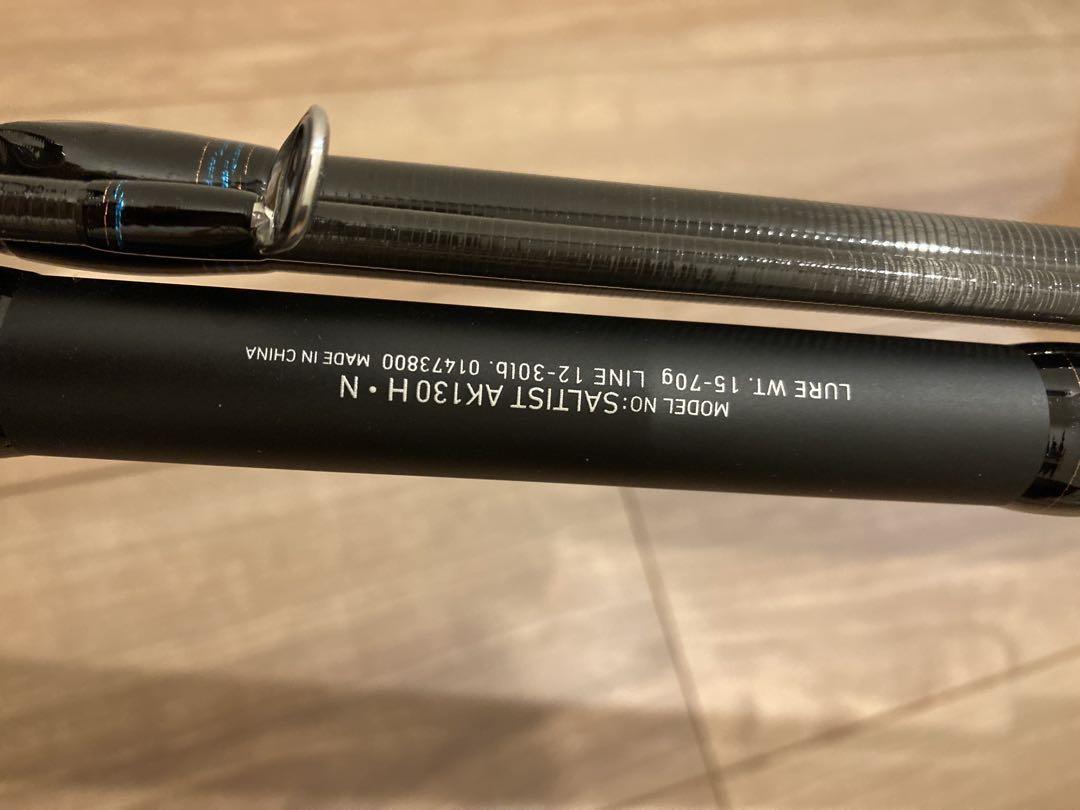 MODEL NO:SALTIST AK130H・N
LURE WT. 15-70g LINE 12-30lb. 01473800 MADE IN CHINA